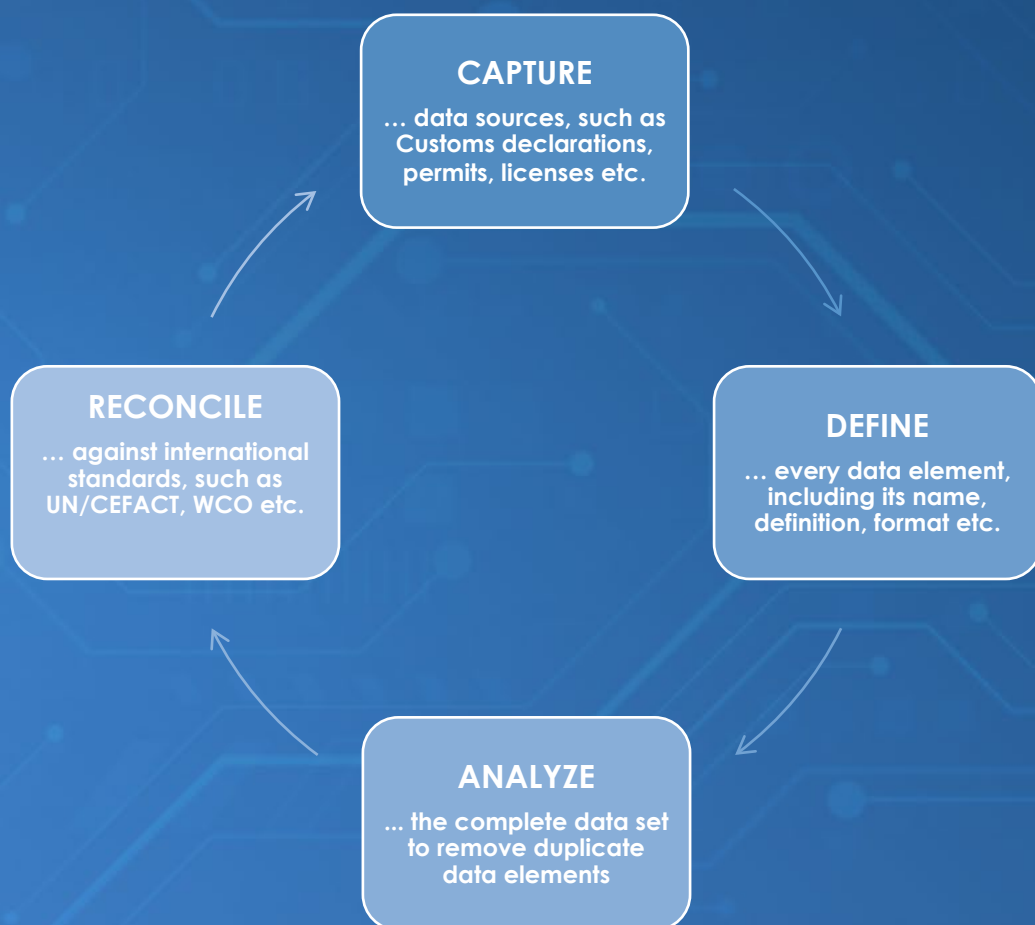 CAPTURE
… data sources, such as
Customs declarations,
permits, licenses etc.
DEFINE
… every data element,
including its name,
definition, format etc.
ANALYZE
... the complete data set
to remove duplicate
data elements
RECONCILE
… against international
standards, such as
UN/CEFACT, WCO etc.